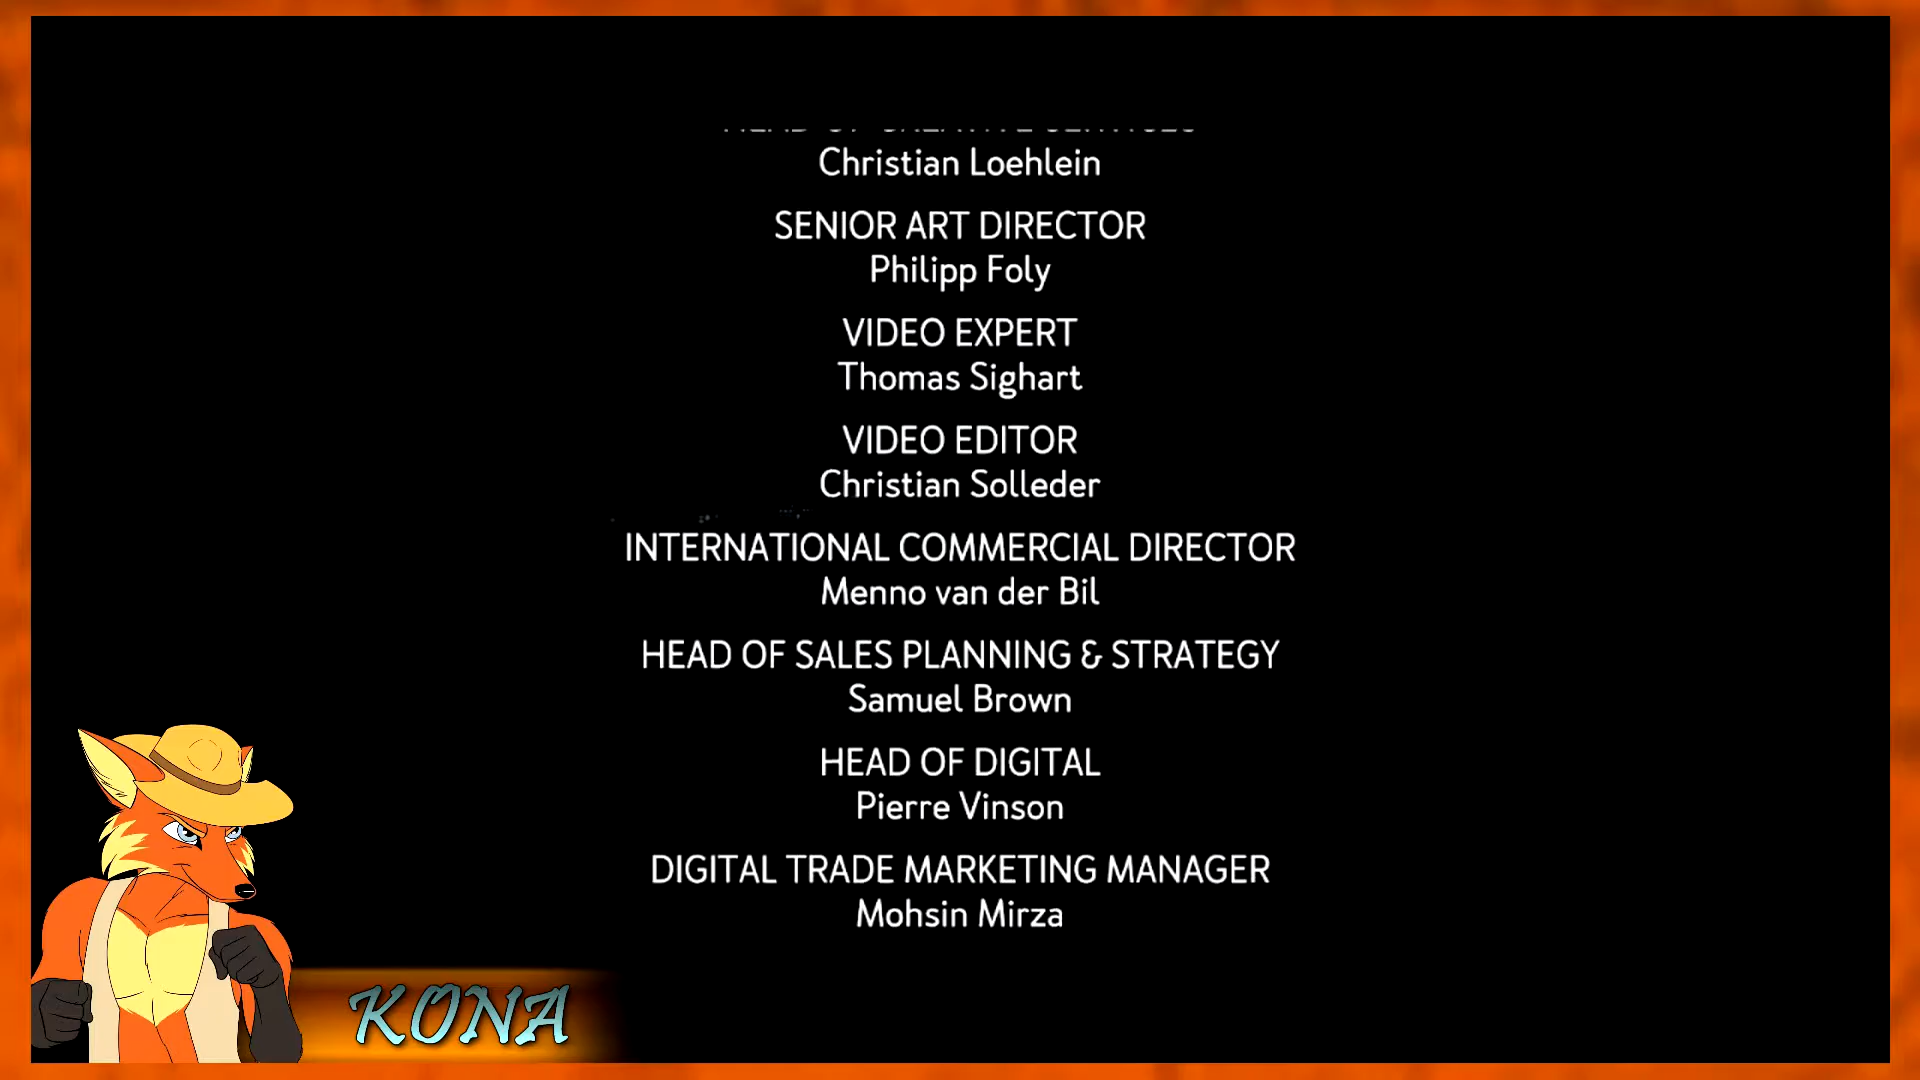 Christian Loehlein
SENIOR ART DIRECTOR
Philipp Foly
VIDEO EXPERT
Thomas Sighart
VIDEO EDITOR
Christian Solleder
INTERNATIONAL COMMERCIAL DIRECTOR
Menno van der Bil
HEAD OF SALES PLANNING & STRATEGY
Samuel Brown
HEAD OF DIGITAL
Pierre Vinson
DIGITAL TRADE MARKETING MANAGER
Mohsin Mirza
KONA